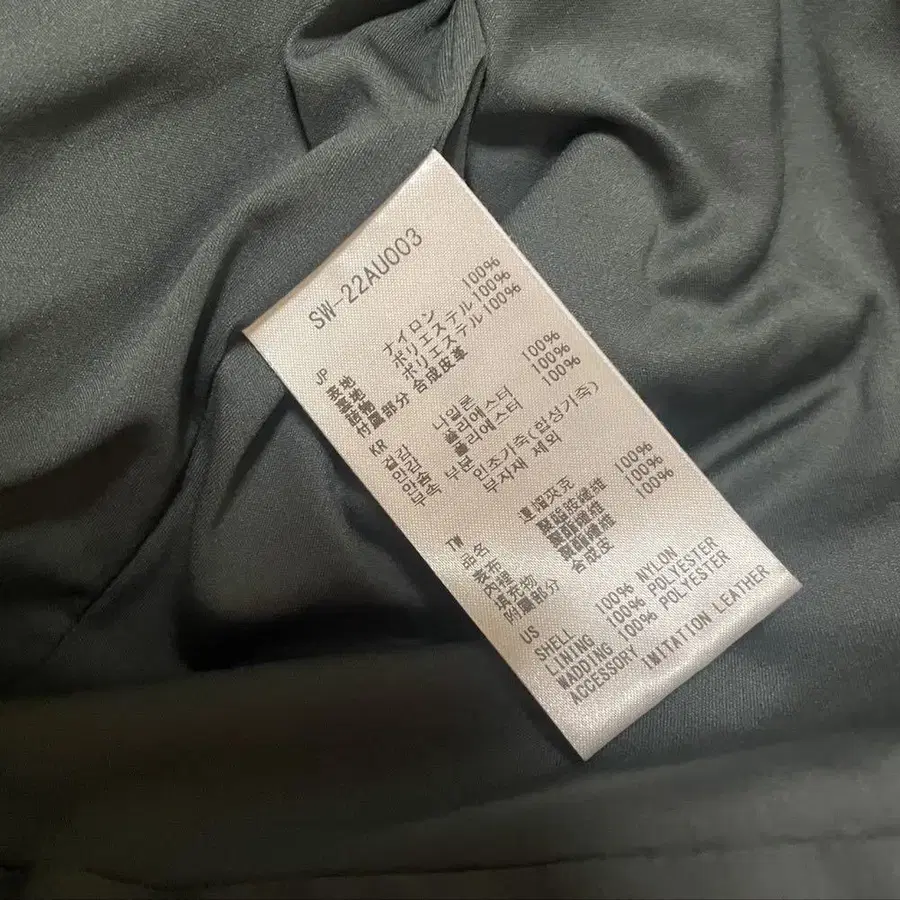 SW-22AU003
JP
表地 ナイロン 100%
裏地 ポリエステル 100%
詰物 ポリエステル 100%
付属部分 合成皮革
KR
겉감 나일론 100%
안감 폴리에스터 100%
충전재 폴리에스터 100%
부분 인조가죽(합성가죽)
부자재 제외
TW
品名 連帽夾克
表布 聚醯胺纖維 100%
內裡 聚酯纖維 100%
填充物 聚酯纖維 100%
附屬部分 合成皮
US
SHELL 100% NYLON
LINING 100% POLYESTER
WADDING 100% POLYESTER
ACCESSORY IMITATION LEATHER